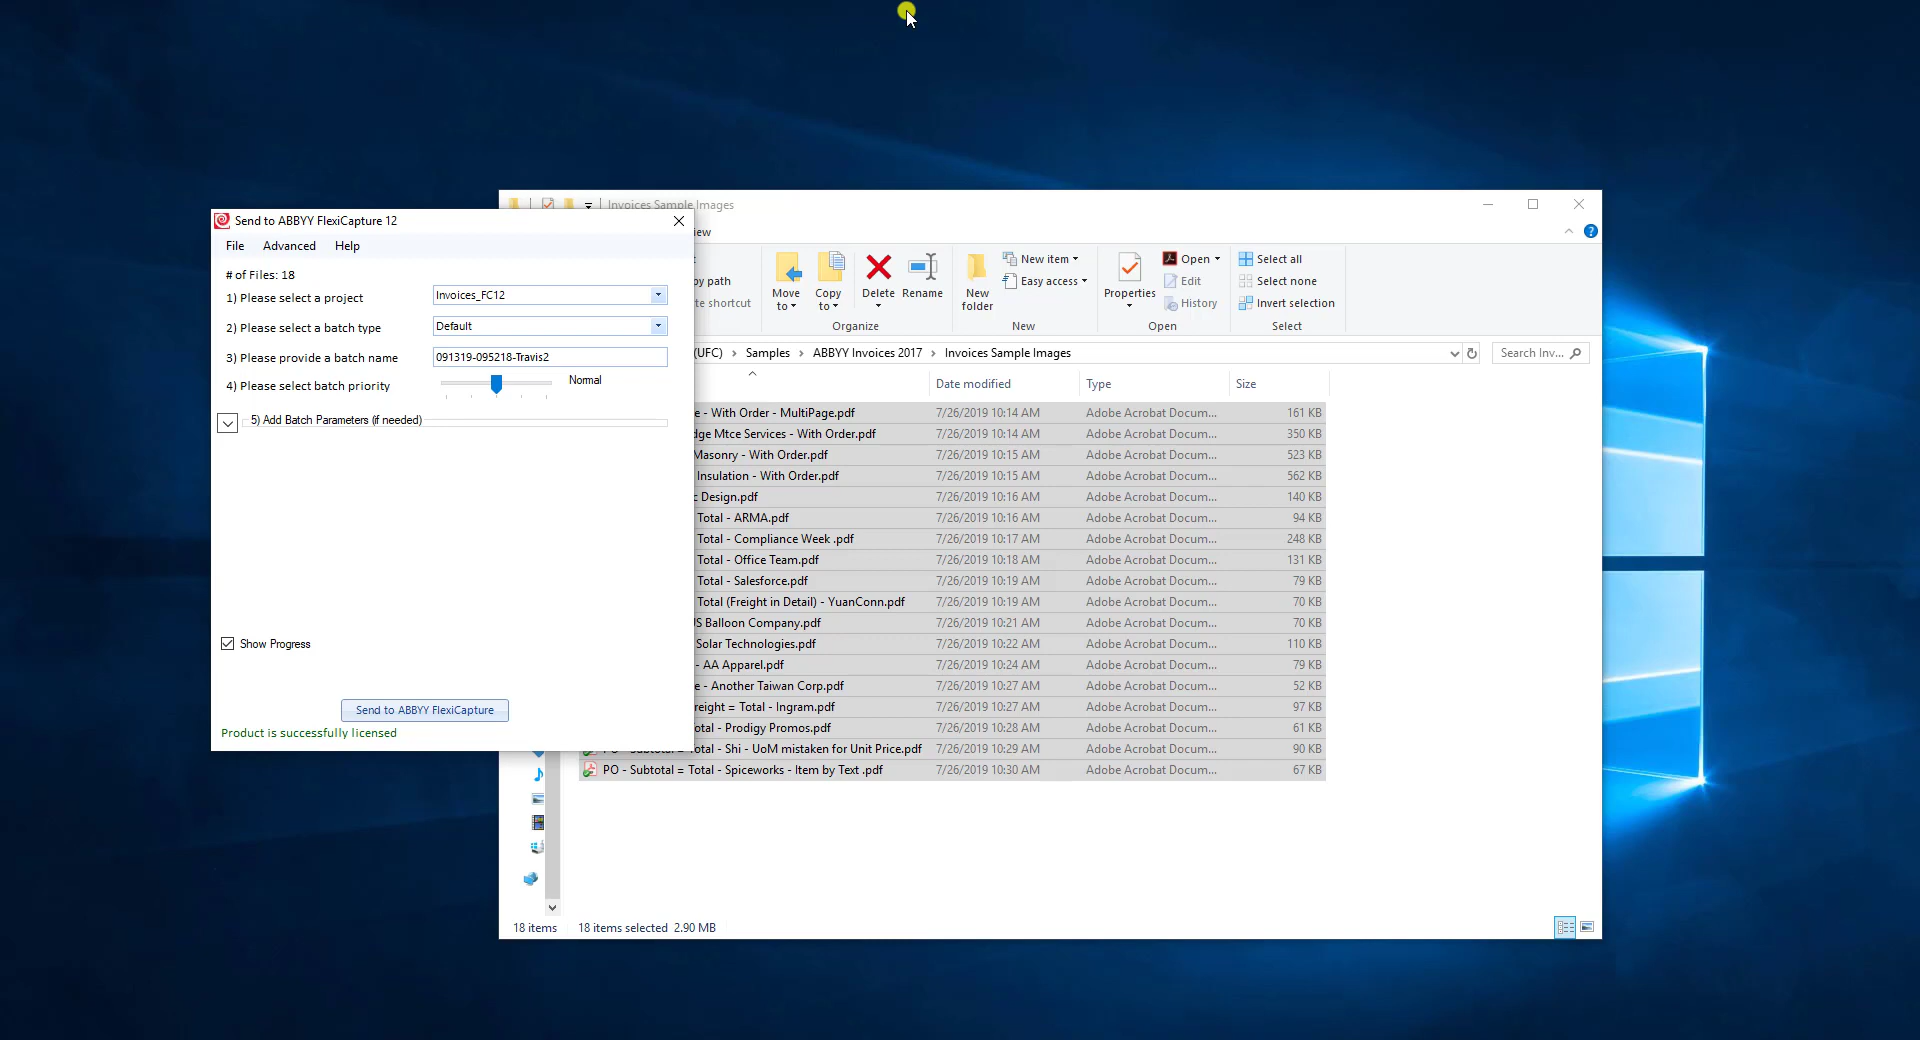 Send to ABBYY FlexiCapture 12
File Advanced Help
# of Files: 18
1) Please select a project Invoices_FC12
2) Please select a batch type Default
3) Please provide a batch name 091319-095218-Travis2
4) Please select batch priority Normal
5) Add Batch Parameters (if needed)
Show Progress
Send to ABBYY FlexiCapture
Product is successfully licensed
Invoices Sample Images
iew
t
py path
te shortcut
Move to
Copy to
Delete
Rename
Organize
New folder
New item
Easy access
New
Properties
Open
Edit
History
Open
Select all
Select none
Invert selection
Select
(UFC) > Samples > ABBYY Invoices 2017 > Invoices Sample Images
Search Inv...
Date modified Type Size
e - With Order - MultiPage.pdf 7/26/2019 10:14 AM Adobe Acrobat Docum... 161 KB
dge Mtce Services - With Order.pdf 7/26/2019 10:14 AM Adobe Acrobat Docum... 350 KB
Masonry - With Order.pdf 7/26/2019 10:15 AM Adobe Acrobat Docum... 523 KB
Insulation - With Order.pdf 7/26/2019 10:15 AM Adobe Acrobat Docum... 562 KB
c Design.pdf 7/26/2019 10:16 AM Adobe Acrobat Docum... 140 KB
Total - ARMA.pdf 7/26/2019 10:16 AM Adobe Acrobat Docum... 94 KB
Total - Compliance Week .pdf 7/26/2019 10:17 AM Adobe Acrobat Docum... 248 KB
Total - Office Team.pdf 7/26/2019 10:18 AM Adobe Acrobat Docum... 131 KB
Total - Salesforce.pdf 7/26/2019 10:19 AM Adobe Acrobat Docum... 79 KB
Total (Freight in Detail) - YuanConn.pdf 7/26/2019 10:19 AM Adobe Acrobat Docum... 70 KB
US Balloon Company.pdf 7/26/2019 10:21 AM Adobe Acrobat Docum... 70 KB
Solar Technologies.pdf 7/26/2019 10:22 AM Adobe Acrobat Docum... 110 KB
- AA Apparel.pdf 7/26/2019 10:24 AM Adobe Acrobat Docum... 79 KB
e - Another Taiwan Corp.pdf 7/26/2019 10:27 AM Adobe Acrobat Docum... 52 KB
reight = Total - Ingram.pdf 7/26/2019 10:27 AM Adobe Acrobat Docum... 97 KB
otal - Prodigy Promos.pdf 7/26/2019 10:28 AM Adobe Acrobat Docum... 61 KB
PO - Subtotal = Total - Shi - UoM mistaken for Unit Price.pdf 7/26/2019 10:29 AM Adobe Acrobat Docum... 90 KB
PO - Subtotal = Total - Spiceworks - Item by Text .pdf 7/26/2019 10:30 AM Adobe Acrobat Docum... 67 KB
18 items 18 items selected 2.90 MB